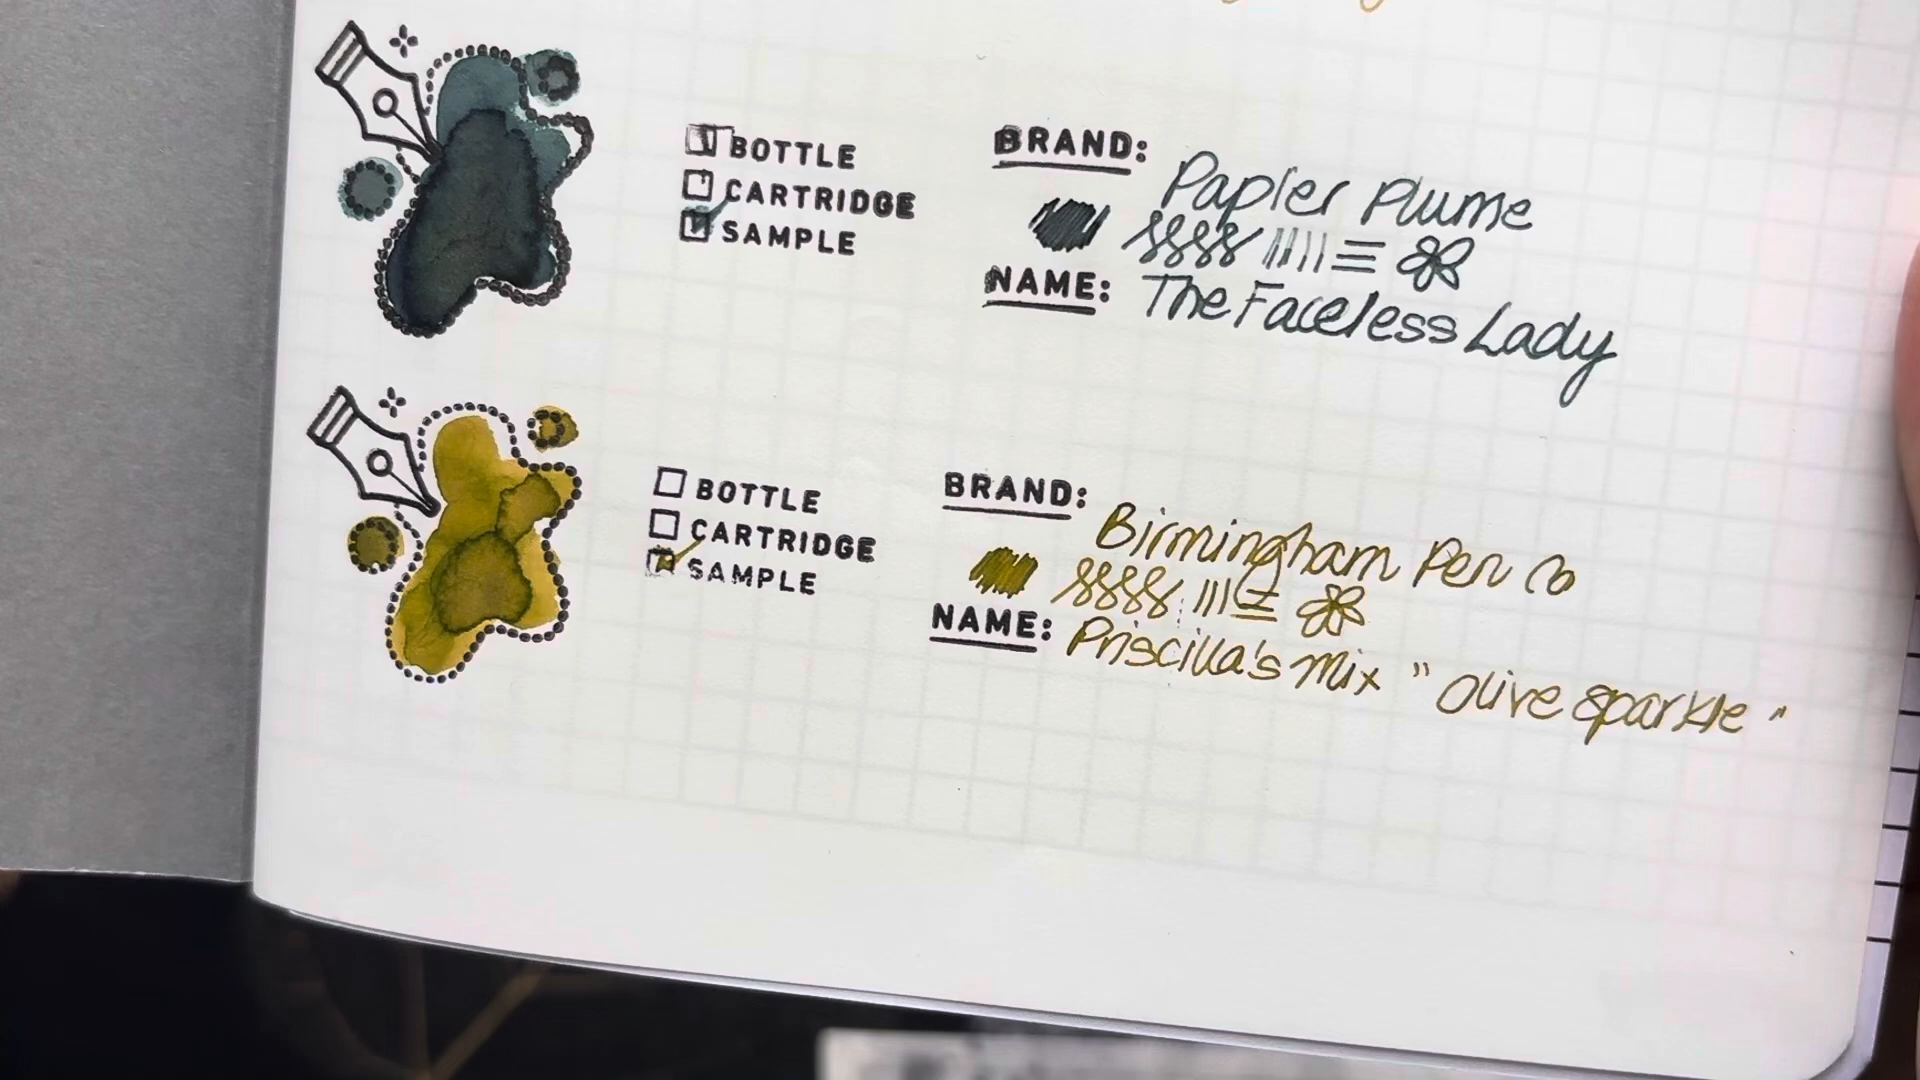 BOTTLE
CARTRIDGE
SAMPLE
BRAND: Papier Plume
NAME: The Faceless Lady
BOTTLE
CARTRIDGE
SAMPLE
BRAND: Birmingham Pen Co
NAME: Priscilla's Mix "Olive Sparkle"